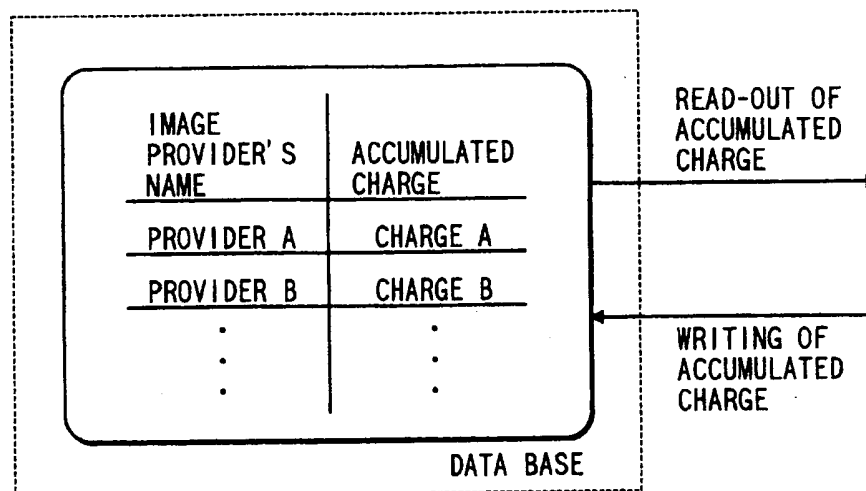 IMAGE
PROVIDER'S
NAME
ACCUMULATED
CHARGE
PROVIDER A
CHARGE A
PROVIDER B
CHARGE B
READ-OUT OF
ACCUMULATED
CHARGE
WRITING OF
ACCUMULATED
CHARGE
DATA BASE